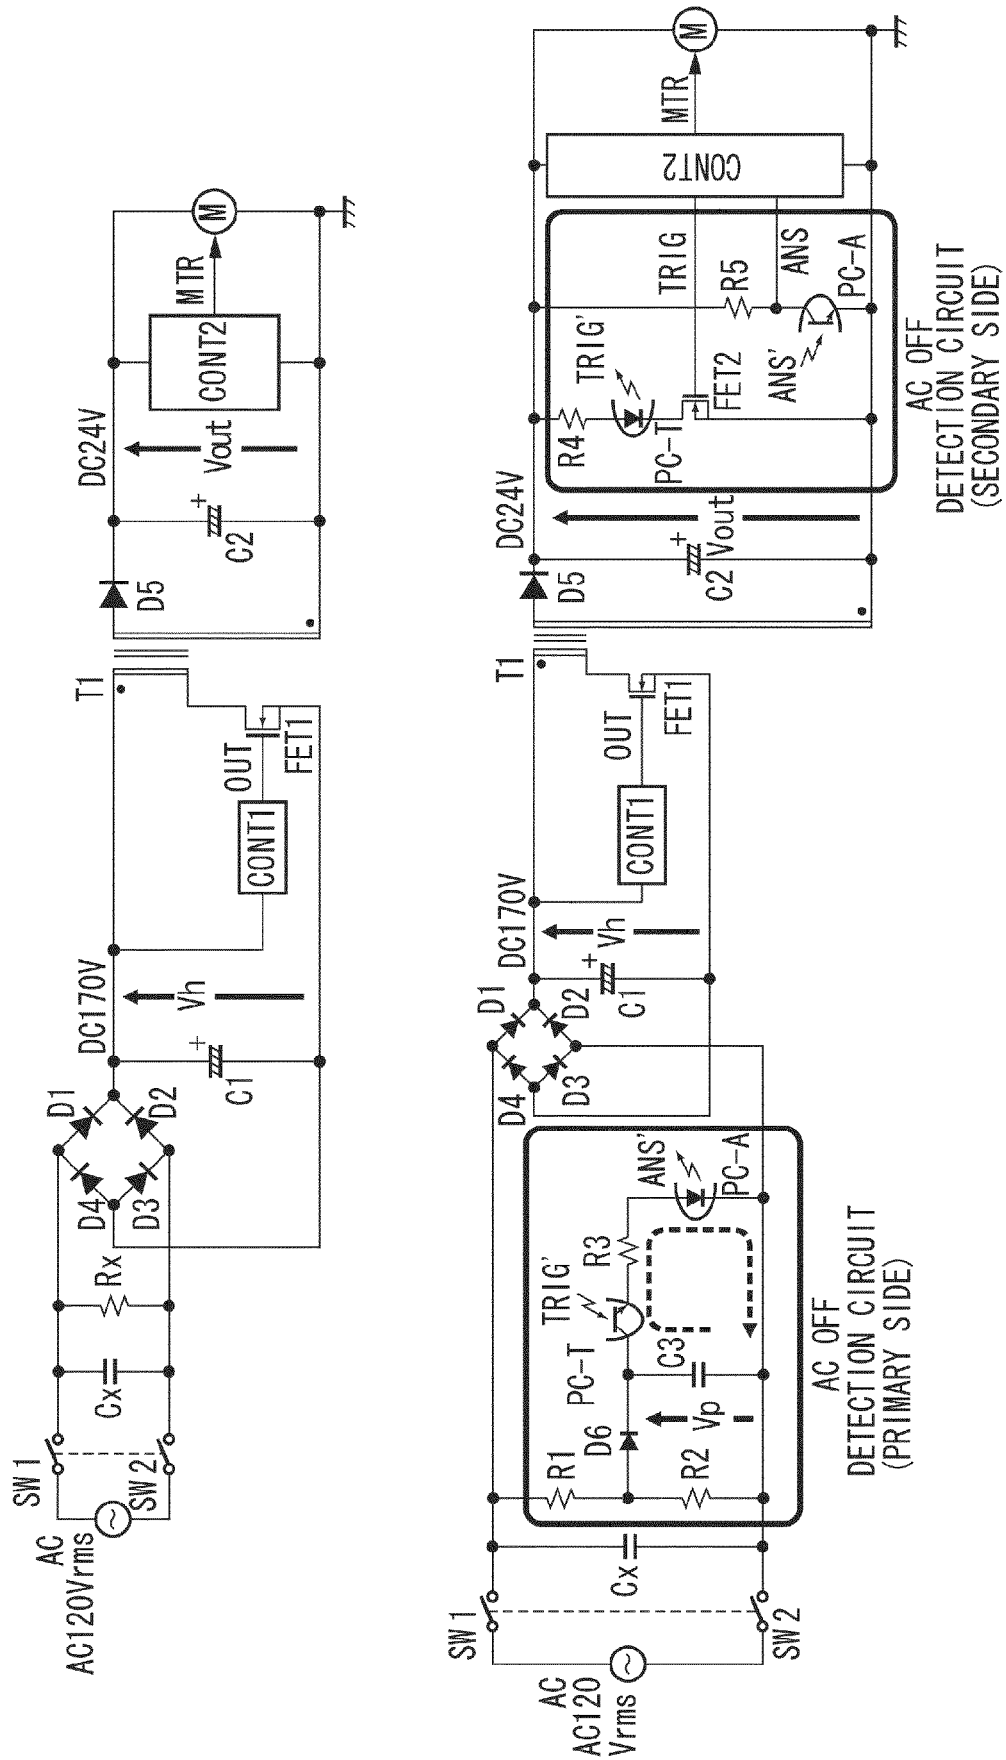 AC
AC120Vrms
SW1
SW2
Cx
Rx
D1
D2
D3
D4
DC170V
Vh
+
C1
CONT1
OUT
FET1
T1
D5
+
C2
DC24V
Vout
CONT2
MTR
M
AC
AC120
Vrms
SW1
SW2
Cx
R1
R2
D6
Vp
C3
PC-T
TRIG'
R3
ANS'
PC-A
AC OFF
DETECTION CIRCUIT
(PRIMARY SIDE)
D1
D2
D3
D4
DC170V
Vh
+
C1
CONT1
OUT
FET1
T1
D5
+
C2
DC24V
Vout
R4
PC-T
TRIG'
FET2
TRIG
R5
ANS'
ANS
PC-A
AC OFF
DETECTION CIRCUIT
(SECONDARY SIDE)
CONT2
MTR
M